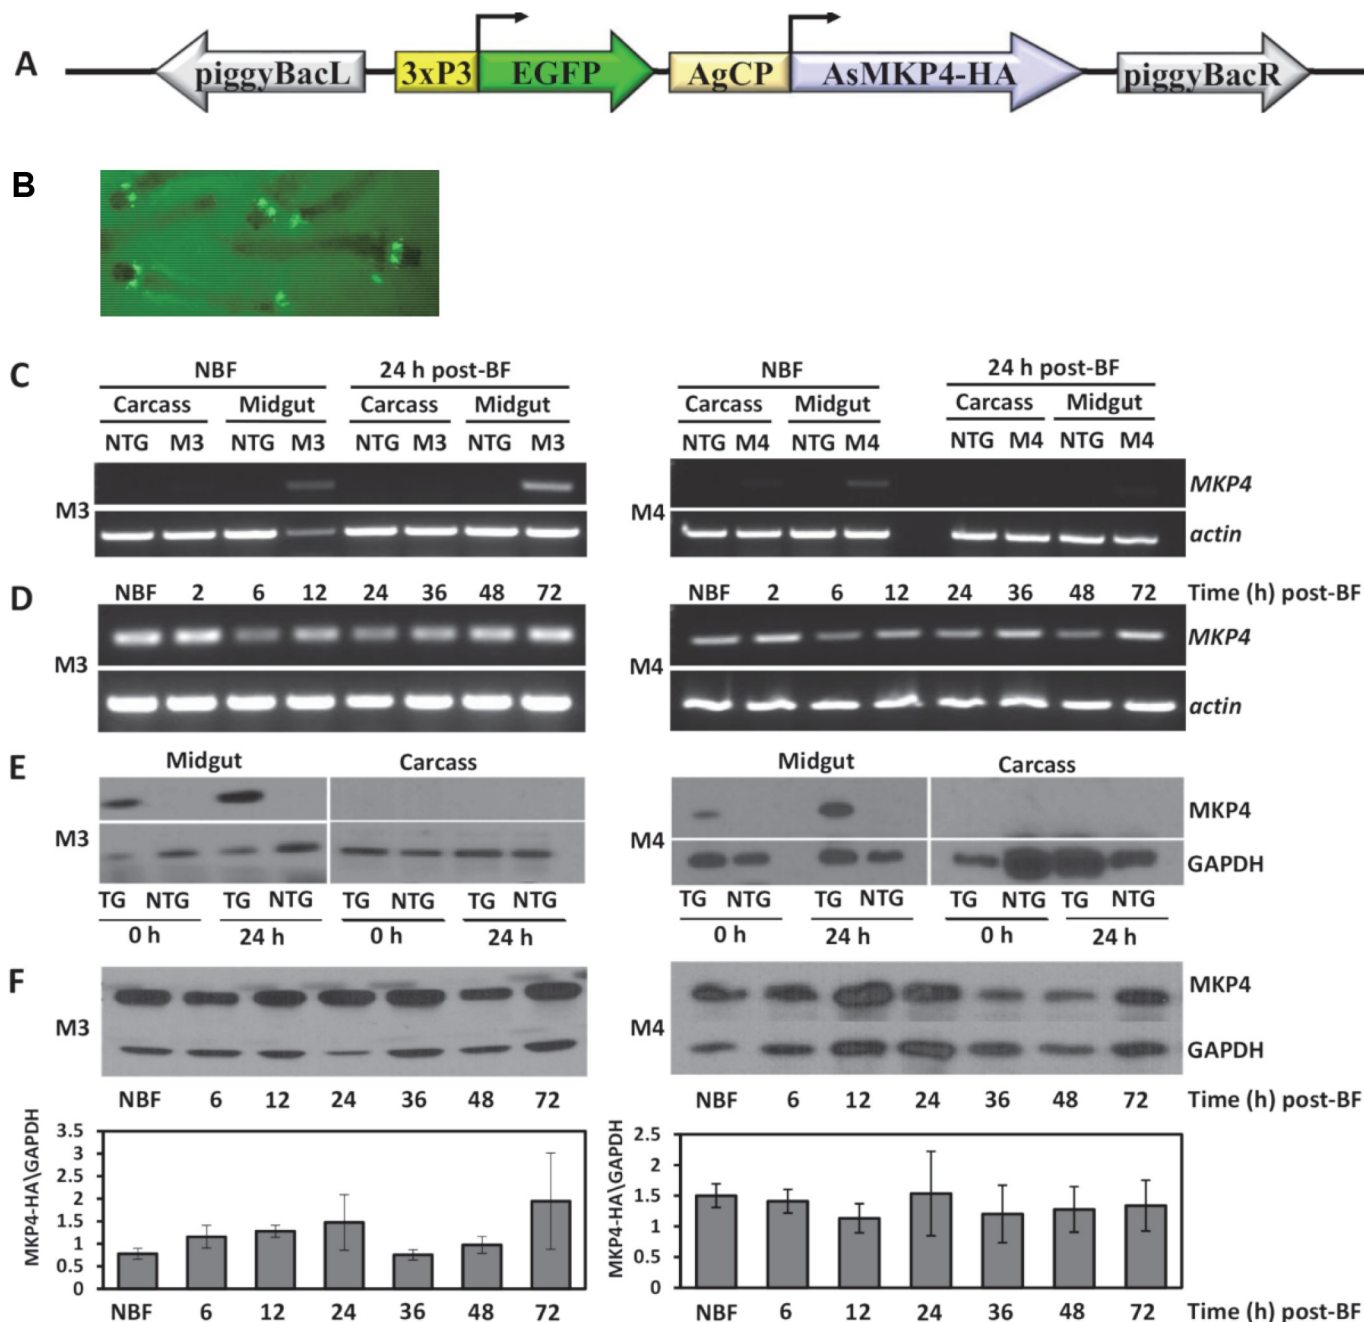 A
piggyBacL 3xP3 EGFP AgCP AsMKP4-HA piggyBacR
B
C
NBF 24 h post-BF NBF 24 h post-BF
Carcass Midgut Carcass Midgut Carcass Midgut Carcass Midgut
NTG M3 NTG M3 NTG M3 NTG M3 NTG M4 NTG M4 NTG M4 NTG M4
M3 M4 MKP4
actin
D
NBF 2 6 12 24 36 48 72 NBF 2 6 12 24 36 48 72 Time (h) post-BF
M3 M4 MKP4
actin
E
Midgut Carcass Midgut Carcass
M3 M4 MKP4
GAPDH
TG NTG TG NTG TG NTG TG NTG TG NTG TG NTG TG NTG TG NTG
0 h 24 h 0 h 24 h 0 h 24 h 0 h 24 h
F
M3 M4 MKP4
GAPDH
NBF 6 12 24 36 48 72 NBF 6 12 24 36 48 72 Time (h) post-BF
MKP4-HA\GAPDH
3.5
3
2.5
2
1.5
1
0.5
0
NBF 6 12 24 36 48 72
MKP4-HA\GAPDH
2.5
2
1.5
1
0.5
0
NBF 6 12 24 36 48 72 Time (h) post-BF